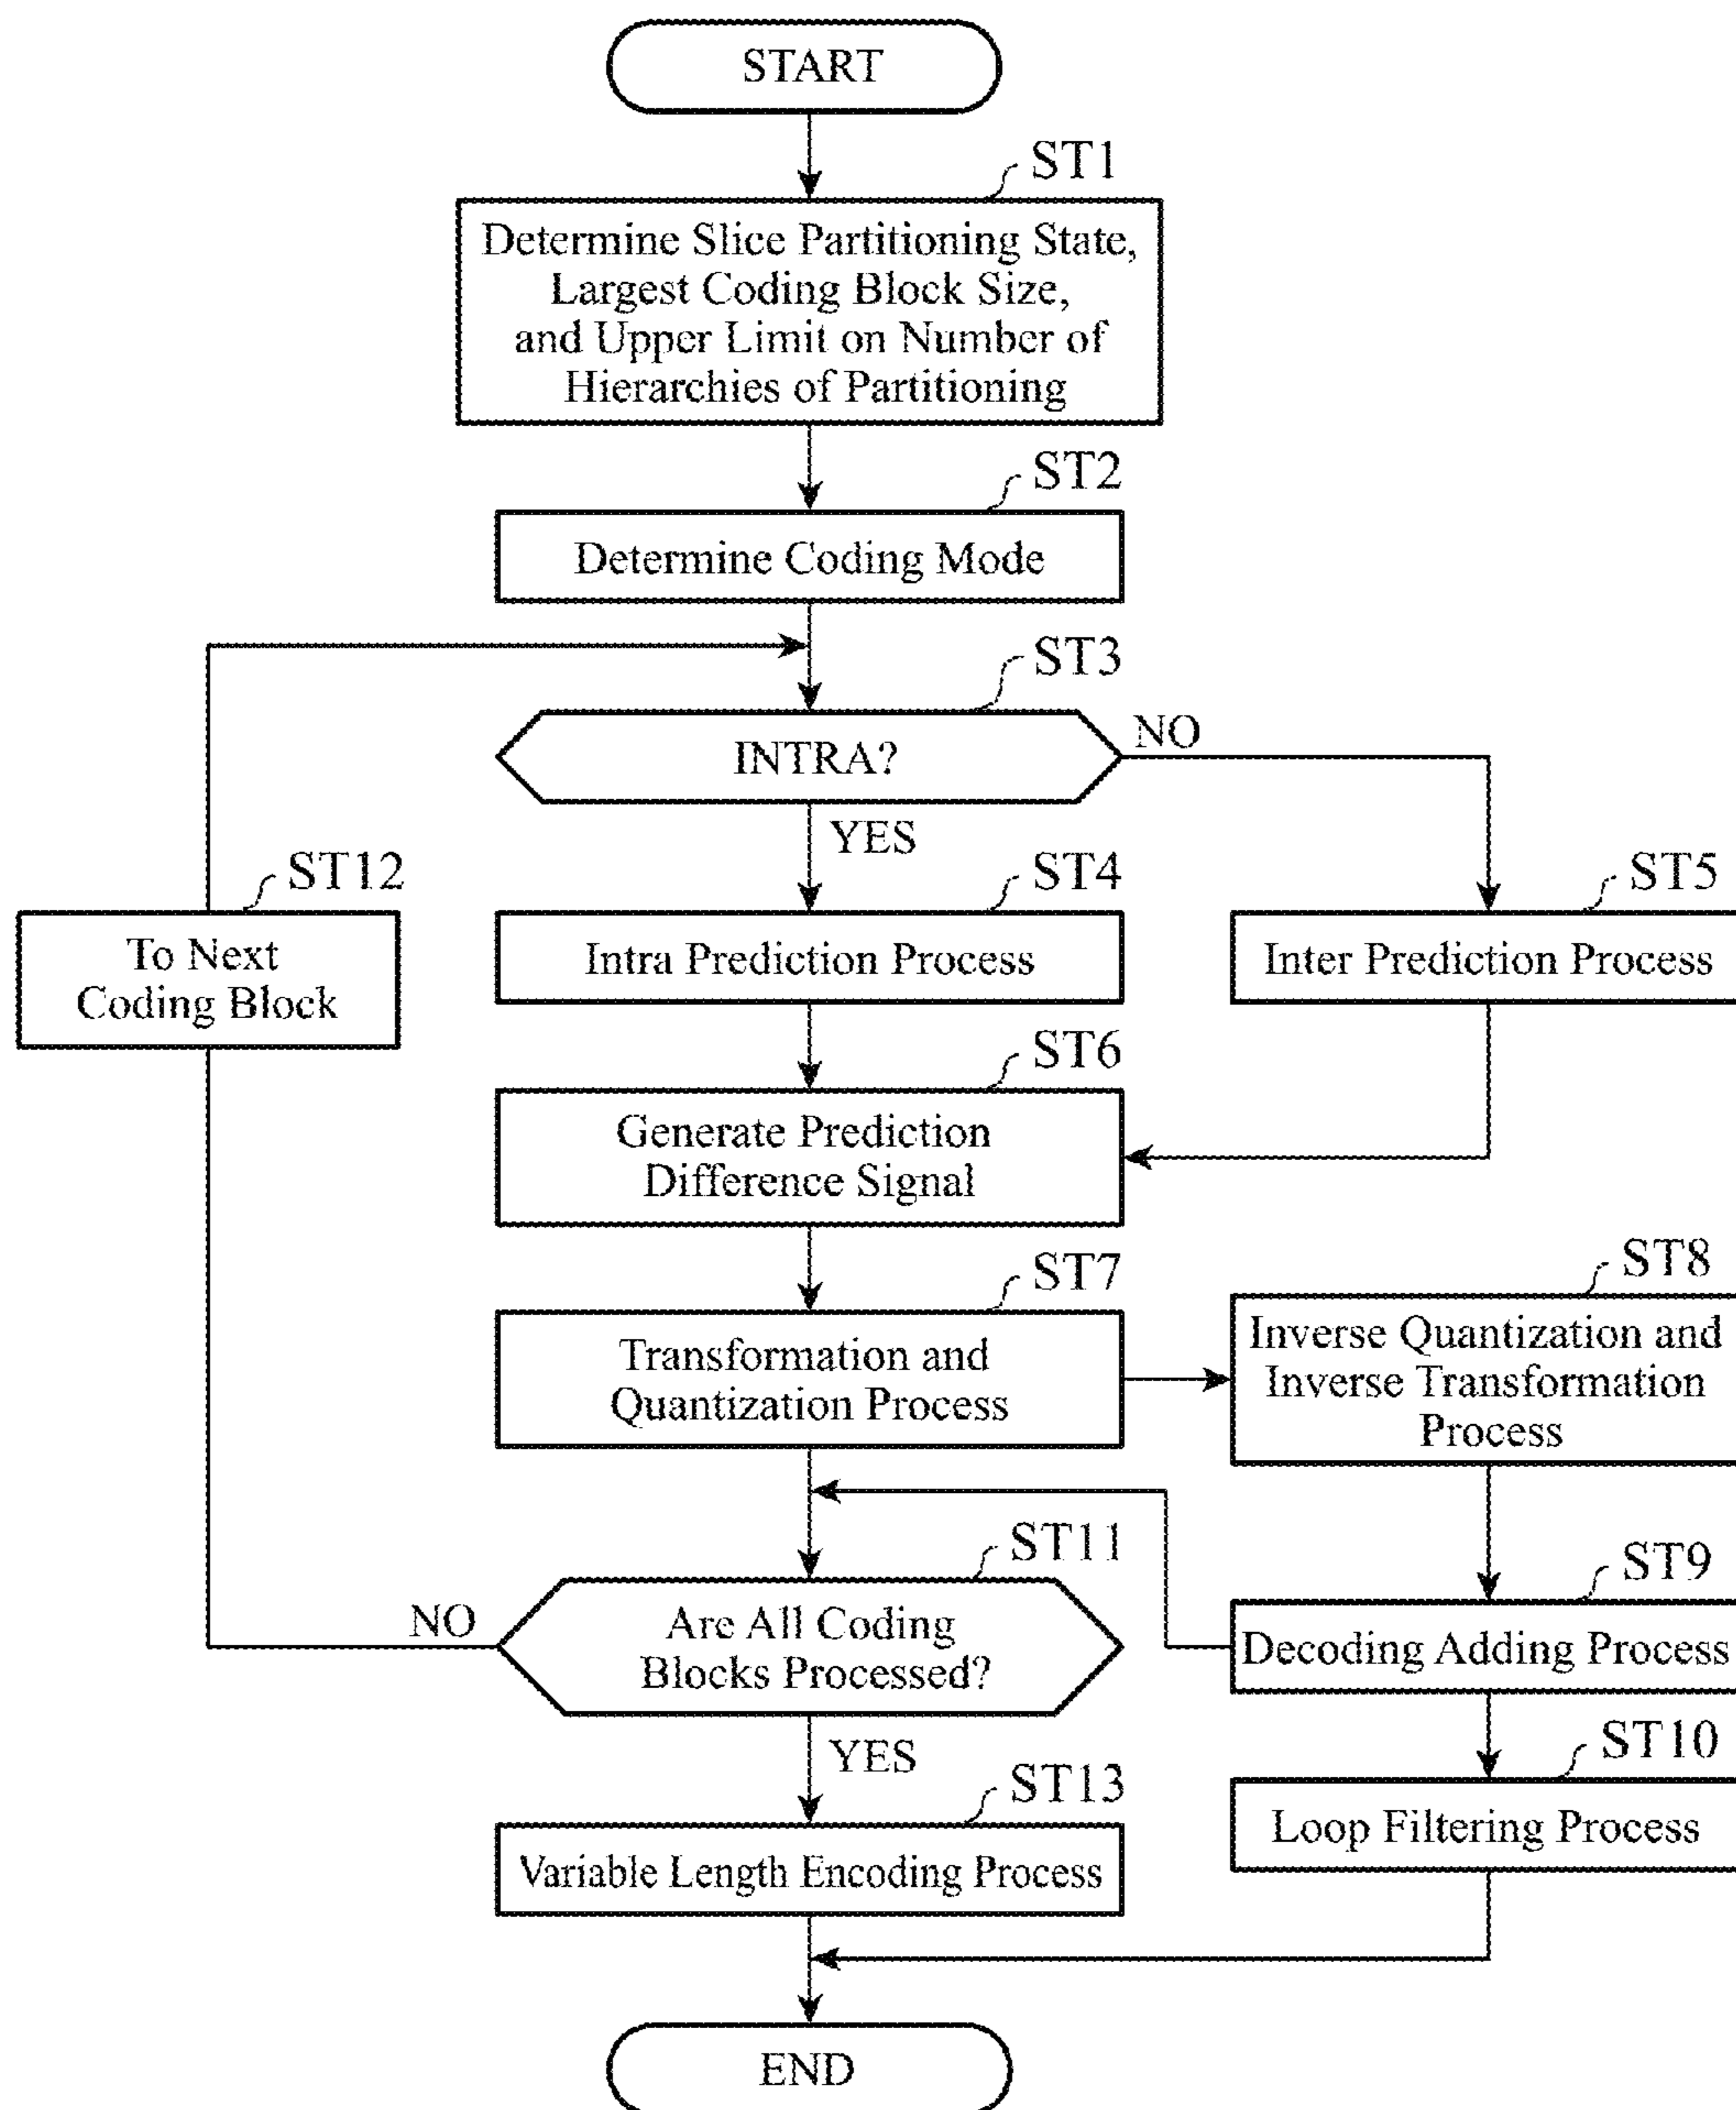 START
ST1
Determine Slice Partitioning State,
Largest Coding Block Size,
and Upper Limit on Number of
Hierarchies of Partitioning
ST2
Determine Coding Mode
ST3
INTRA?
NO
YES
ST12
To Next
Coding Block
ST4
Intra Prediction Process
ST5
Inter Prediction Process
ST6
Generate Prediction
Difference Signal
ST7
Transformation and
Quantization Process
ST8
Inverse Quantization and
Inverse Transformation
Process
ST11
Are All Coding
Blocks Processed?
NO
YES
ST9
Decoding Adding Process
ST10
Loop Filtering Process
ST13
Variable Length Encoding Process
END